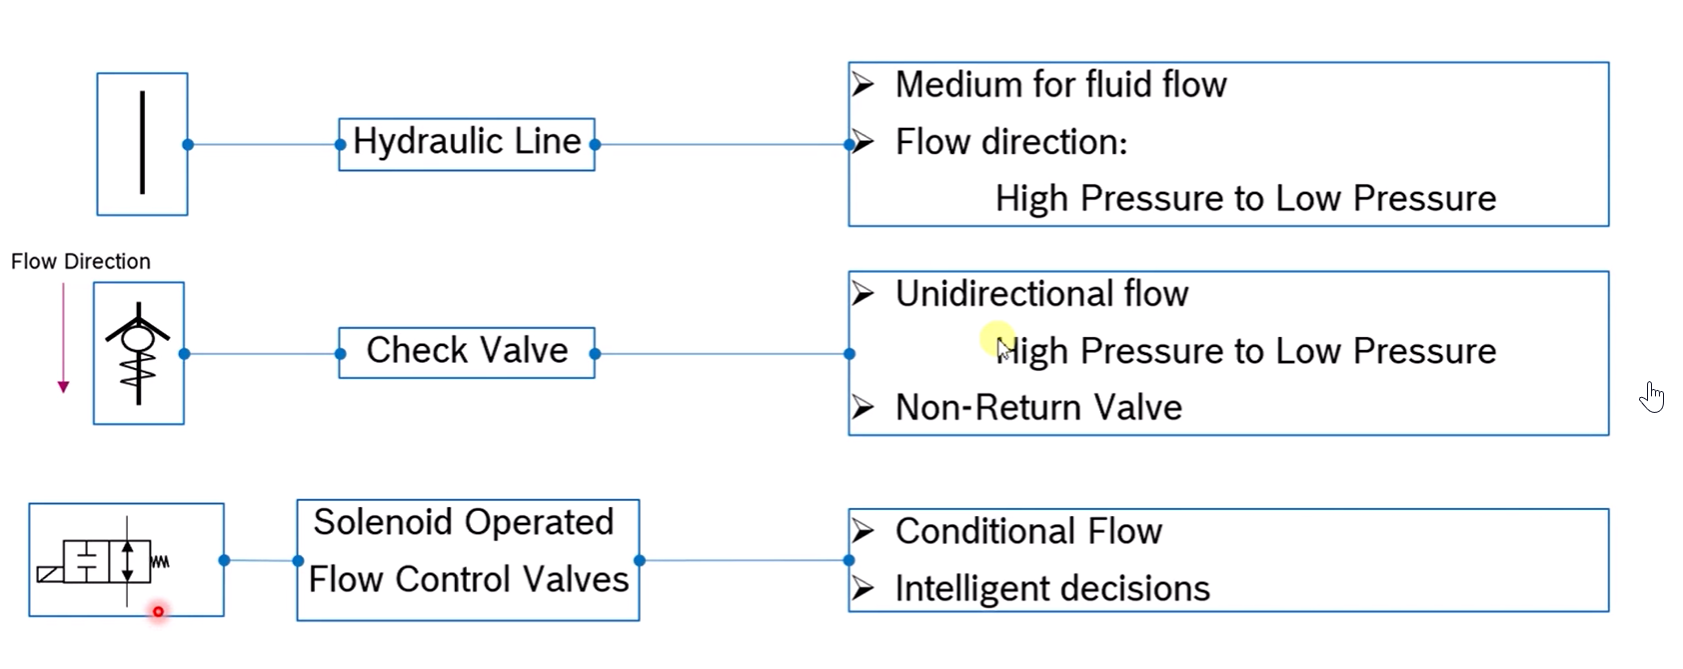 Hydraulic Line
Medium for fluid flow
Flow direction:
High Pressure to Low Pressure
Flow Direction
Check Valve
Unidirectional flow
High Pressure to Low Pressure
Non-Return Valve
Solenoid Operated
Flow Control Valves
Conditional Flow
Intelligent decisions